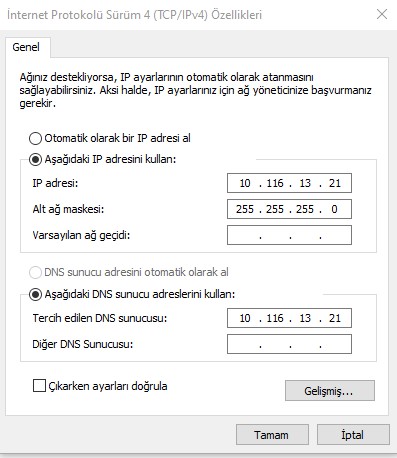 İnternet Protokolü Sürüm 4 (TCP/IPv4) Özellikleri
Genel
Ağınız destekliyorsa, IP ayarlarının otomatik olarak atanmasını
sağlayabilirsiniz. Aksi halde, IP ayarlarınız için ağ yöneticinize başvurmanız
gerekir.
Otomatik olarak bir IP adresi al
Aşağıdaki IP adresini kullan:
IP adresi: 10 . 116 . 13 . 21
Alt ağ maskesi: 255 . 255 . 255 . 0
Varsayılan ağ geçidi: . . .
DNS sunucu adresini otomatik olarak al
Aşağıdaki DNS sunucu adreslerini kullan:
Tercih edilen DNS sunucusu: 10 . 116 . 13 . 21
Diğer DNS Sunucusu: . . .
Çıkarken ayarları doğrula
Gelişmiş...
Tamam İptal